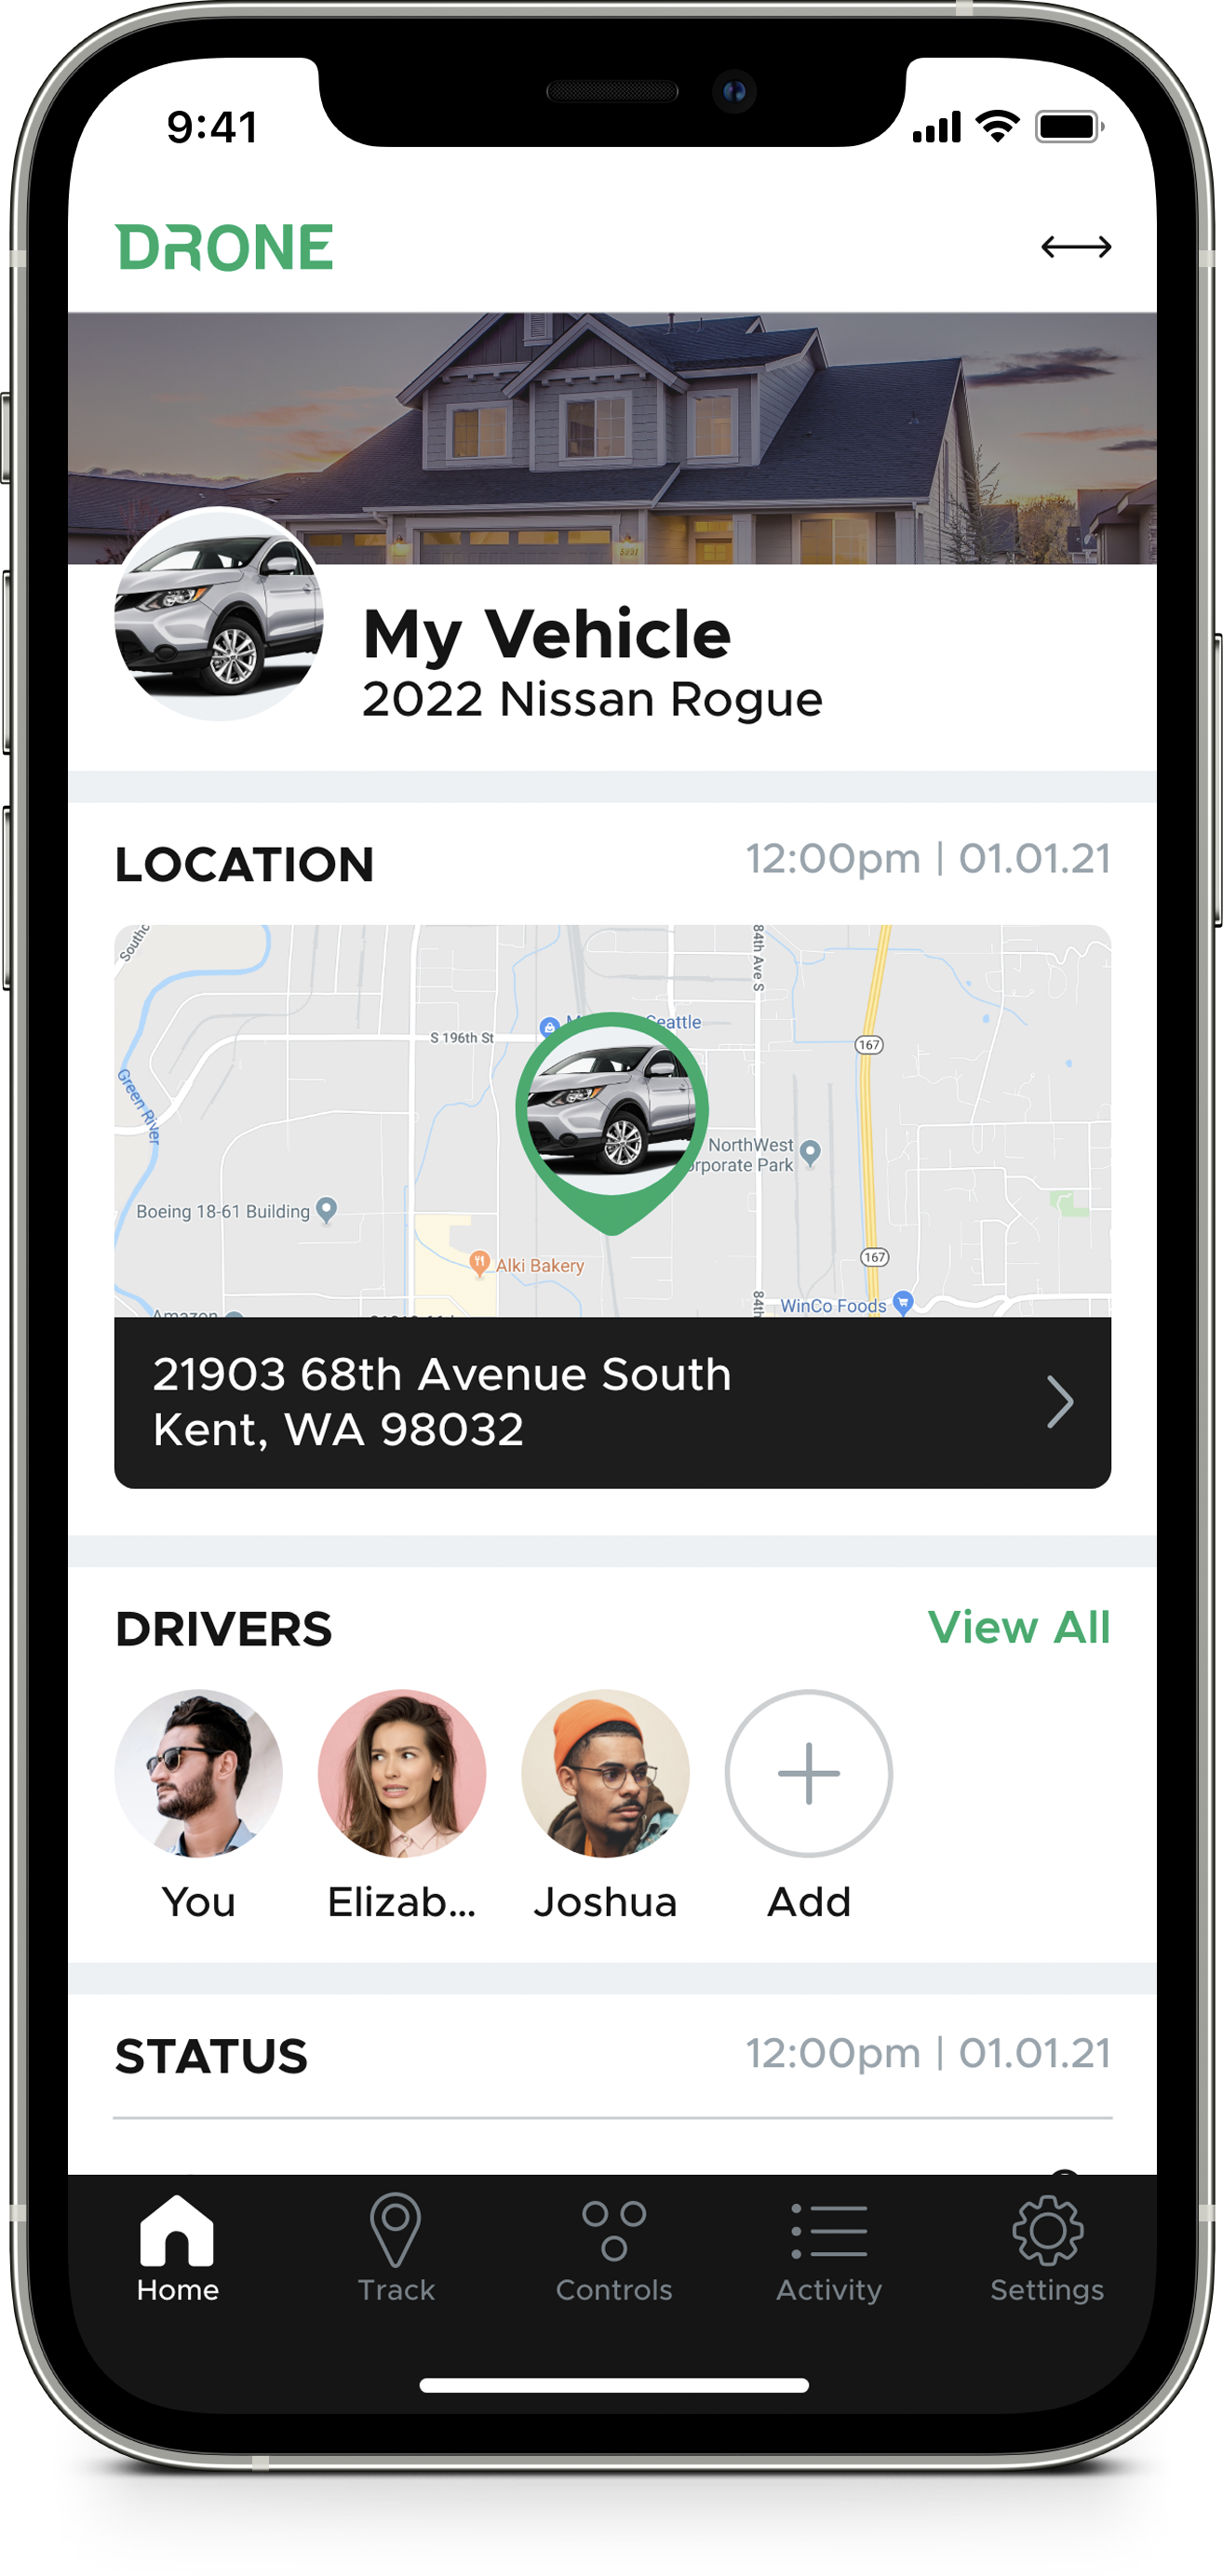 9:41
DRONE
5221
My Vehicle
2022 Nissan Rogue
LOCATION
12:00pm | 01.01.21
84th Ave S
Seattle
S 196th St
167
Green River
NorthWest
orporate Park
Boeing 18-61 Building
167
Alki Bakery
84th
WinCo Foods
Amazon
21903 68th Avenue South
Kent, WA 98032
DRIVERS
View All
You
Elizab...
Joshua
Add
STATUS
12:00pm | 01.01.21
Home
Track
Controls
Activity
Settings